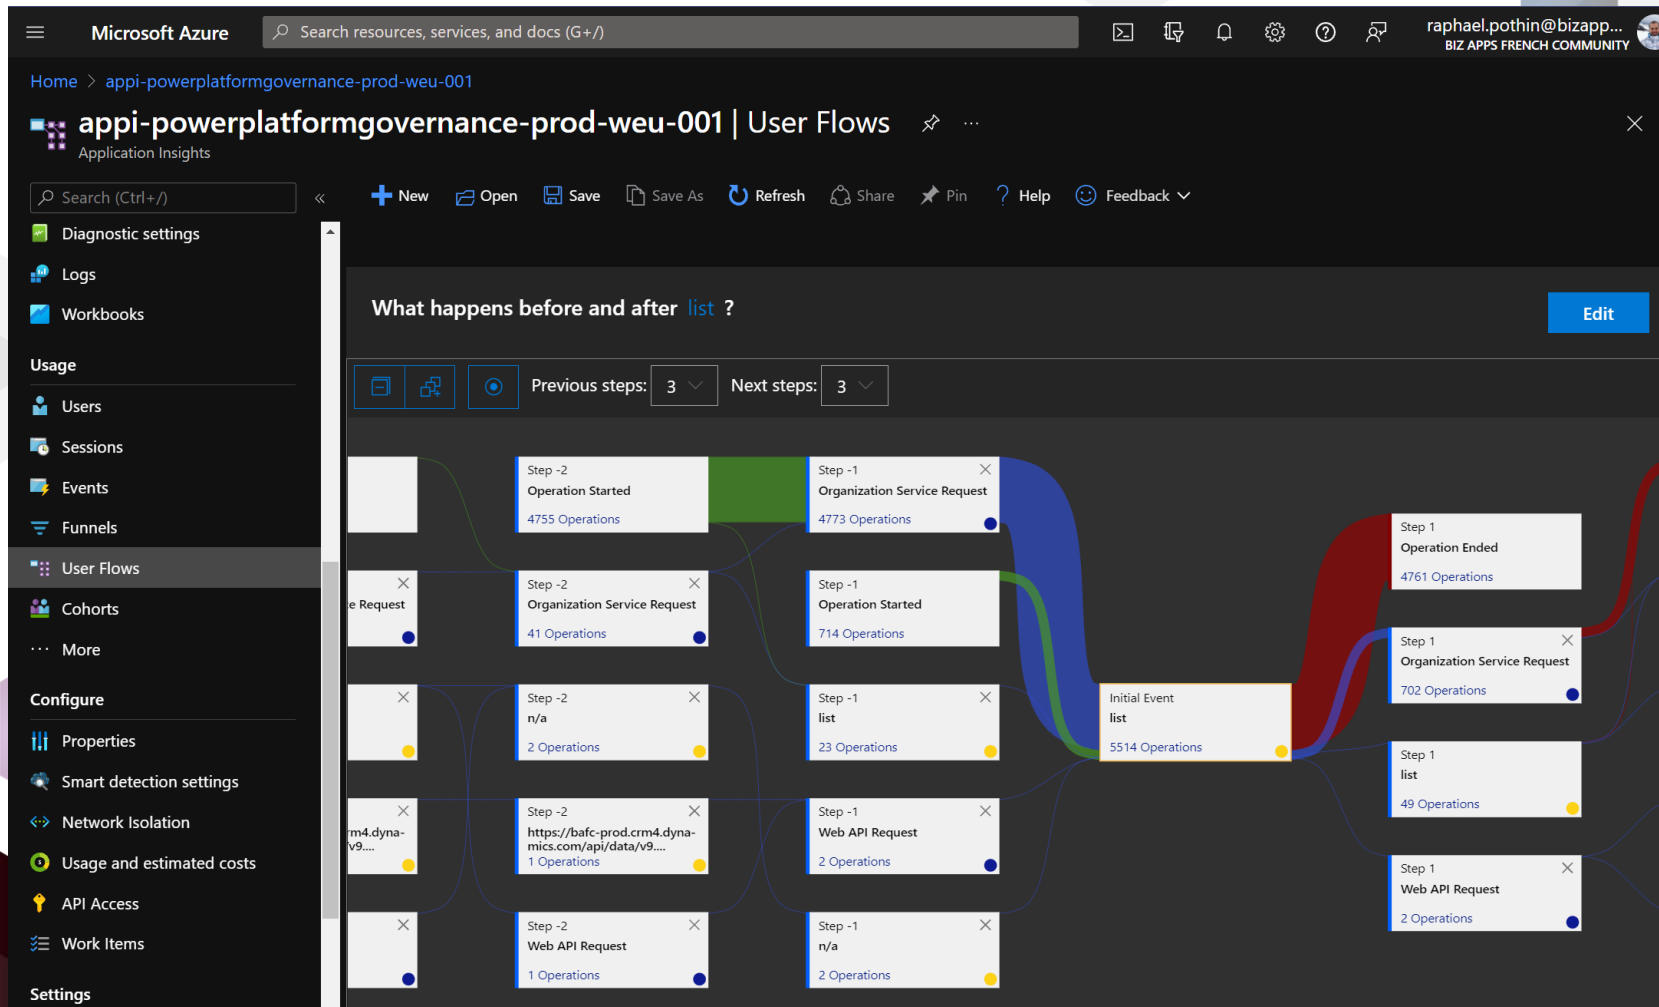 Microsoft Azure
Search resources, services, and docs (G+/)
raphael.pothin@bizapp...
BIZ APPS FRENCH COMMUNITY
Home > appi-powerplatformgovernance-prod-weu-001
appi-powerplatformgovernance-prod-weu-001 | User Flows
Application Insights
Search (Ctrl+/)
New
Open
Save
Save As
Refresh
Share
Pin
Help
Feedback
Diagnostic settings
Logs
Workbooks
Usage
Users
Sessions
Events
Funnels
User Flows
Cohorts
More
Configure
Properties
Smart detection settings
Network Isolation
Usage and estimated costs
API Access
Work Items
Settings
What happens before and after list ?
Edit
Previous steps: 3
Next steps: 3
e Request
rm4.dyna-
/v9....
Step -2
Operation Started
4755 Operations
Step -2
Organization Service Request
41 Operations
Step -2
n/a
2 Operations
Step -2
https://bafc-prod.crm4.dyna-
mics.com/api/data/v9....
1 Operations
Step -2
Web API Request
1 Operations
Step -1
Organization Service Request
4773 Operations
Step -1
Operation Started
714 Operations
Step -1
list
23 Operations
Step -1
Web API Request
2 Operations
Step -1
n/a
2 Operations
Initial Event
list
5514 Operations
Step 1
Operation Ended
4761 Operations
Step 1
Organization Service Request
702 Operations
Step 1
list
49 Operations
Step 1
Web API Request
2 Operations